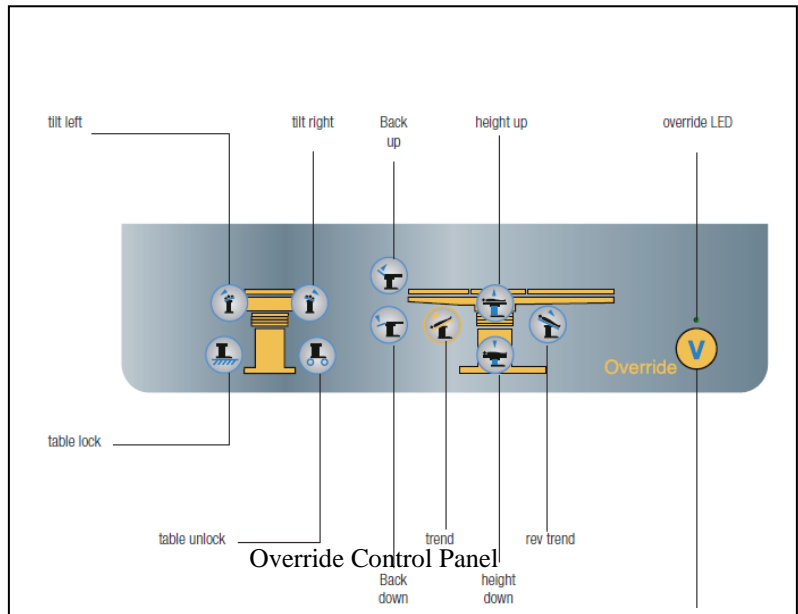 tilt left
tilt right
Back
up
height up
override LED
Override
V
table lock
table unlock
trend
rev trend
Override Control Panel
Back
down
height
down